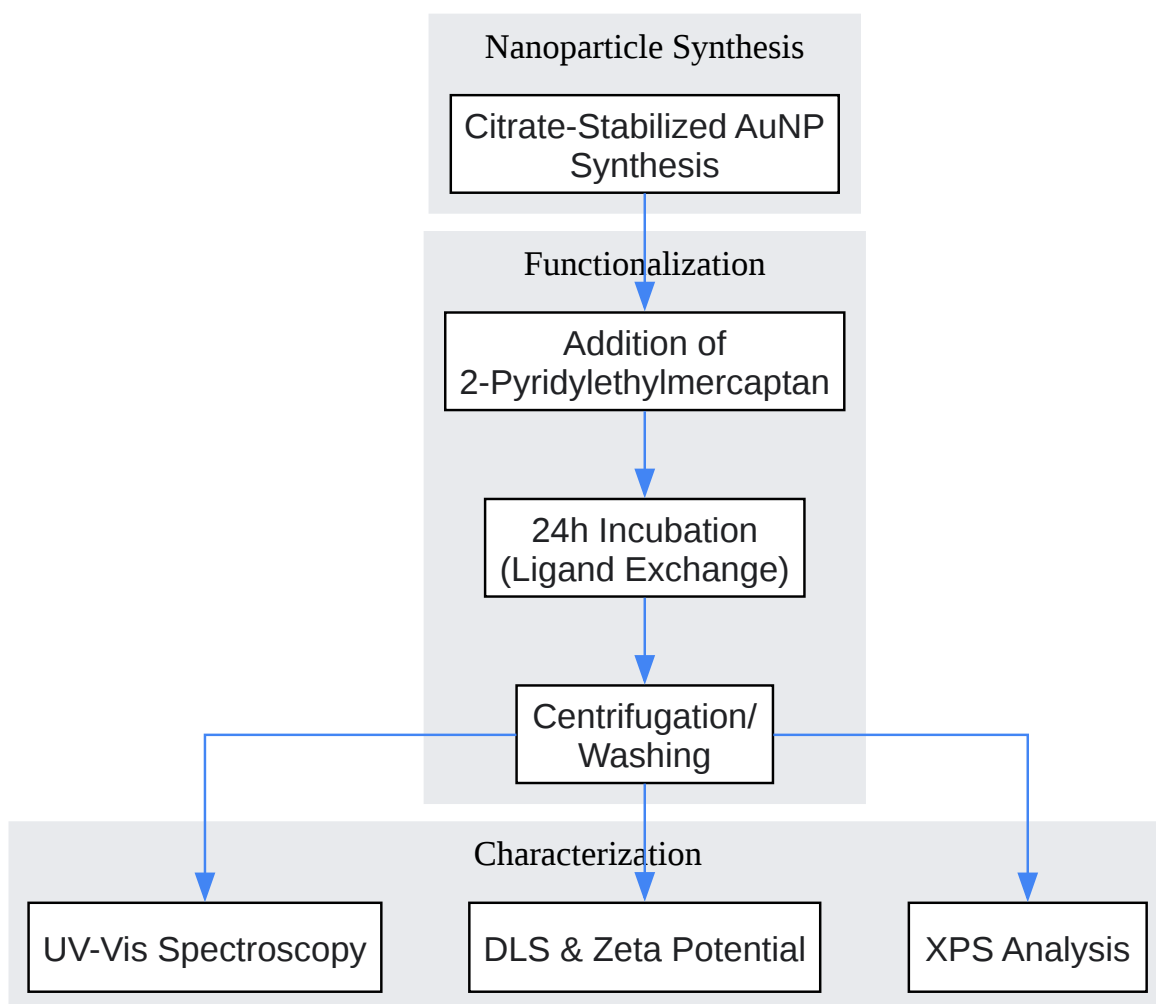 Nanoparticle Synthesis
Citrate-Stabilized AuNP
Synthesis
Functionalization
Addition of
2-Pyridylethylmercaptan
24h Incubation
(Ligand Exchange)
Centrifugation/
Washing
Characterization
UV-Vis Spectroscopy
DLS & Zeta Potential
XPS Analysis